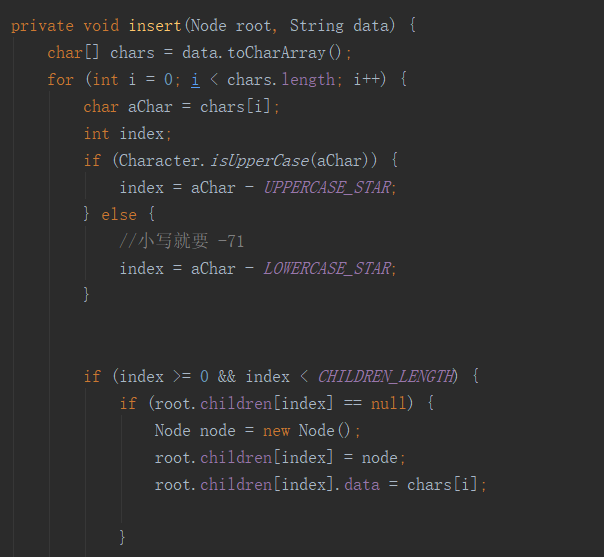 private void insert(Node root, String data) {
    char[] chars = data.toCharArray();
    for (int i = 0; i < chars.length; i++) {
        char aChar = chars[i];
        int index;
        if (Character.isUpperCase(aChar)) {
            index = aChar - UPPERCASE_STAR;
        } else {
            //小写就要 -71
            index = aChar - LOWERCASE_STAR;
        }
        if (index >= 0 && index < CHILDREN_LENGTH) {
            if (root.children[index] == null) {
                Node node = new Node();
                root.children[index] = node;
                root.children[index].data = chars[i];
            }